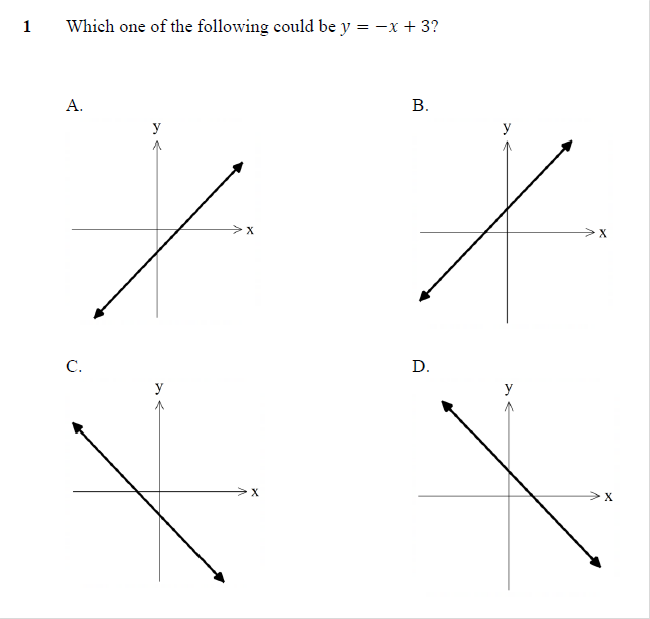 1 Which one of the following could be y = −x + 3?
A. B.
y y
x x
C. D.
y y
x x